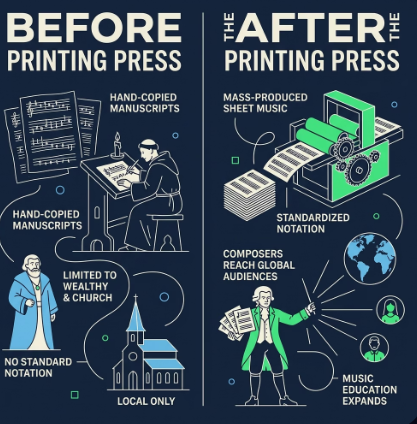 BEFORE
PRINTING PRESS
HAND-COPIED
MANUSCRIPTS
HAND-COPIED
MANUSCRIPTS
LIMITED TO
WEALTHY
& CHURCH
NO STANDARD
NOTATION
LOCAL ONLY
THE AFTER THE
PRINTING PRESS
MASS-PRODUCED
SHEET MUSIC
STANDARDIZED
NOTATION
COMPOSERS
REACH GLOBAL
AUDIENCES
MUSIC
EDUCATION
EXPANDS